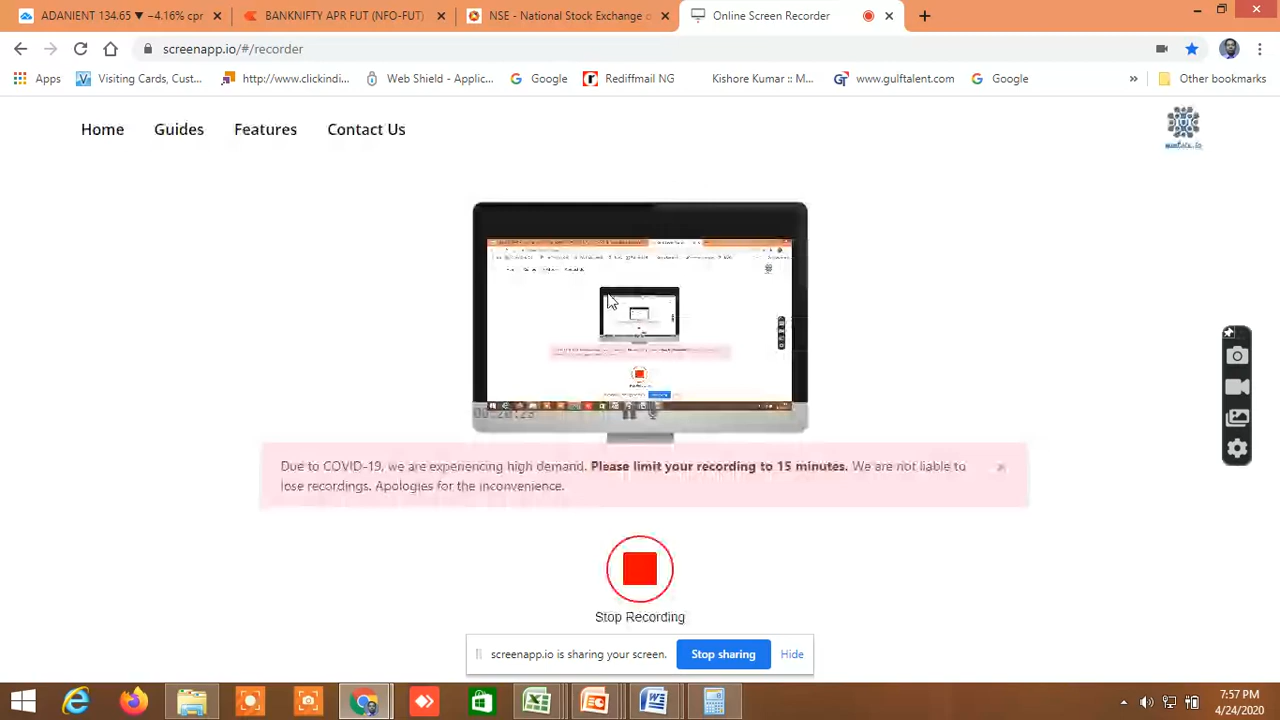 ADANIENT 134.65 ▼ −4.16% cpr
BANKNIFTY APR FUT (NFO-FUT)
NSE - National Stock Exchange o
Online Screen Recorder
screenapp.io/#/recorder
Apps
Visiting Cards, Cust...
http://www.clickindi...
Web Shield - Applic...
Google
Rediffmail NG
Kishore Kumar :: M...
www.gulftalent.com
Google
»
Other bookmarks
Home
Guides
Features
Contact Us
Due to COVID-19, we are experiencing high demand. Please limit your recording to 15 minutes. We are not liable to
lose recordings. Apologies for the inconvenience.
Stop Recording
screenapp.io is sharing your screen.
Stop sharing
Hide
7:57 PM
4/24/2020